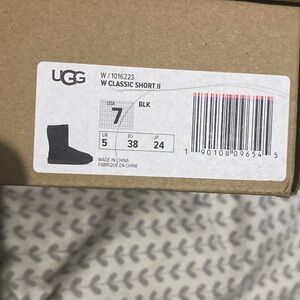 UGG
W / 1016223
W CLASSIC SHORT II
USA
7
BLK
UK EU JP
5 38 24
MADE IN CHINA
FABRIQUÉ EN CHINE
1 90108 09654 5